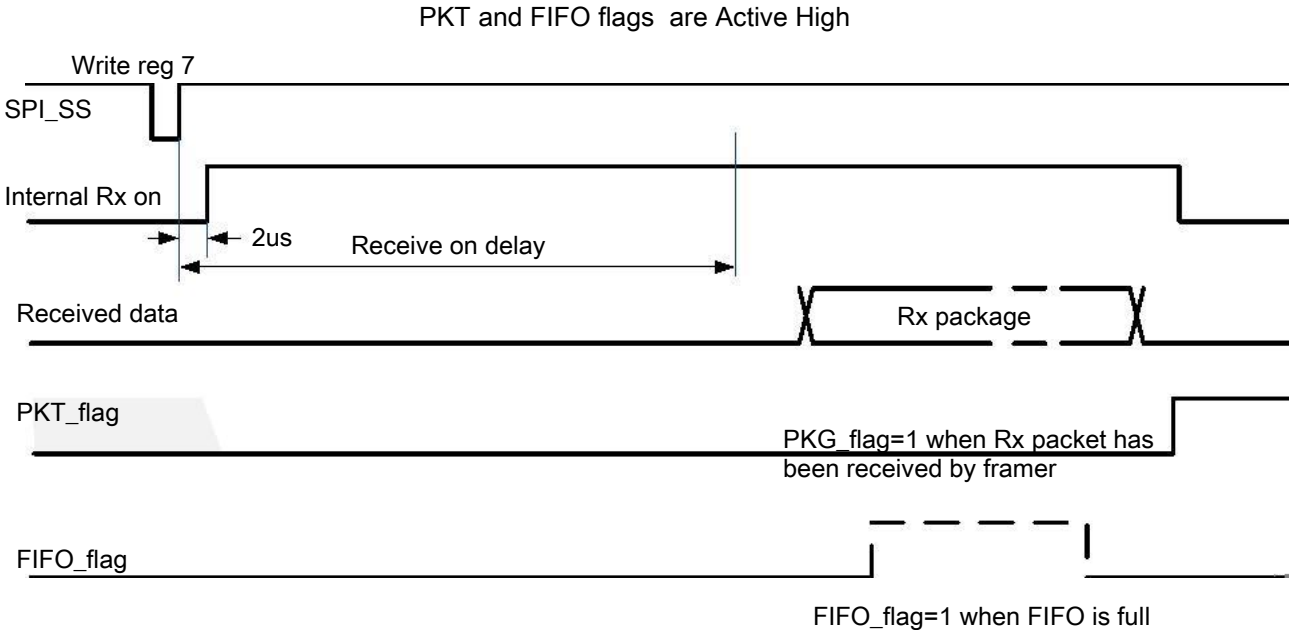 PKT and FIFO flags are Active High
Write reg 7
SPI_SS
Internal Rx on
2us
Receive on delay
Received data
Rx package
PKT_flag
PKG_flag=1 when Rx packet has
been received by framer
FIFO_flag
FIFO_flag=1 when FIFO is full